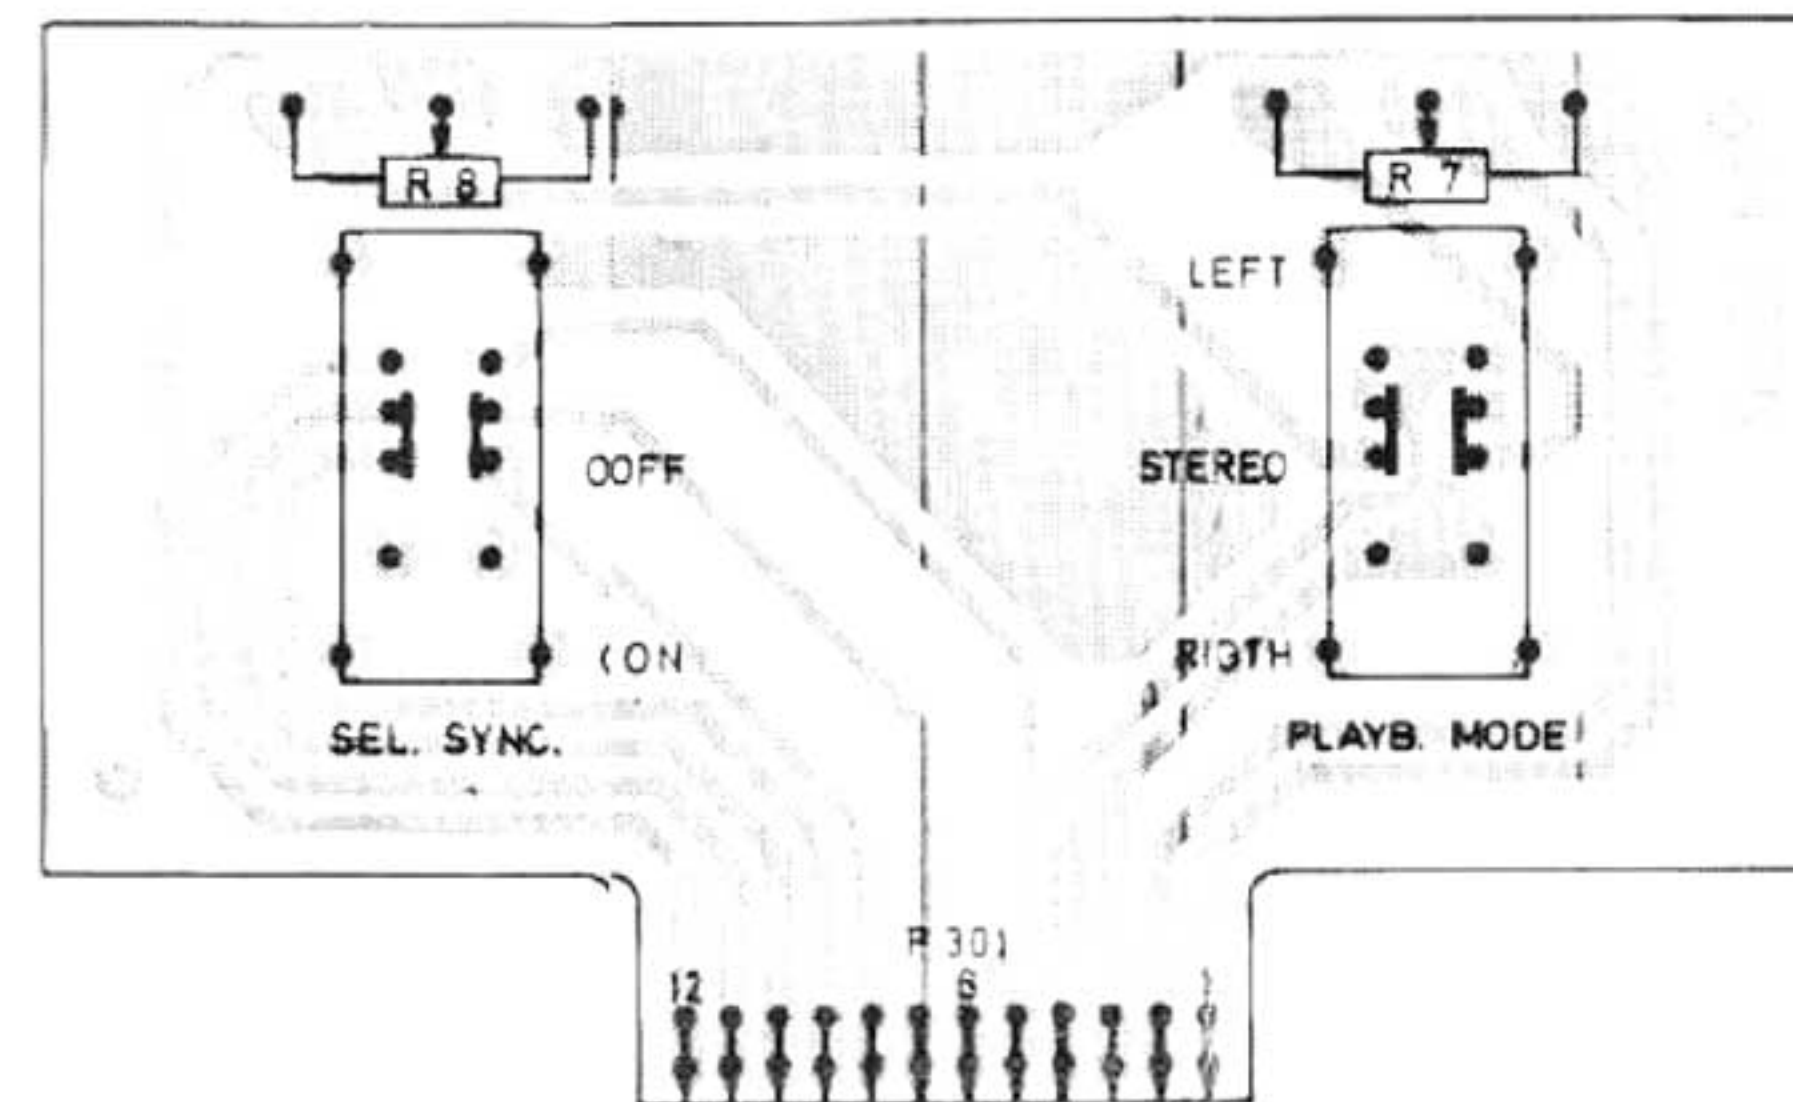 R 8
R 7
LEFT
OOFF
STEREO
(ON)
RIGTH
SEL. SYNC.
PLAYB. MODE
P 301
12
6
1